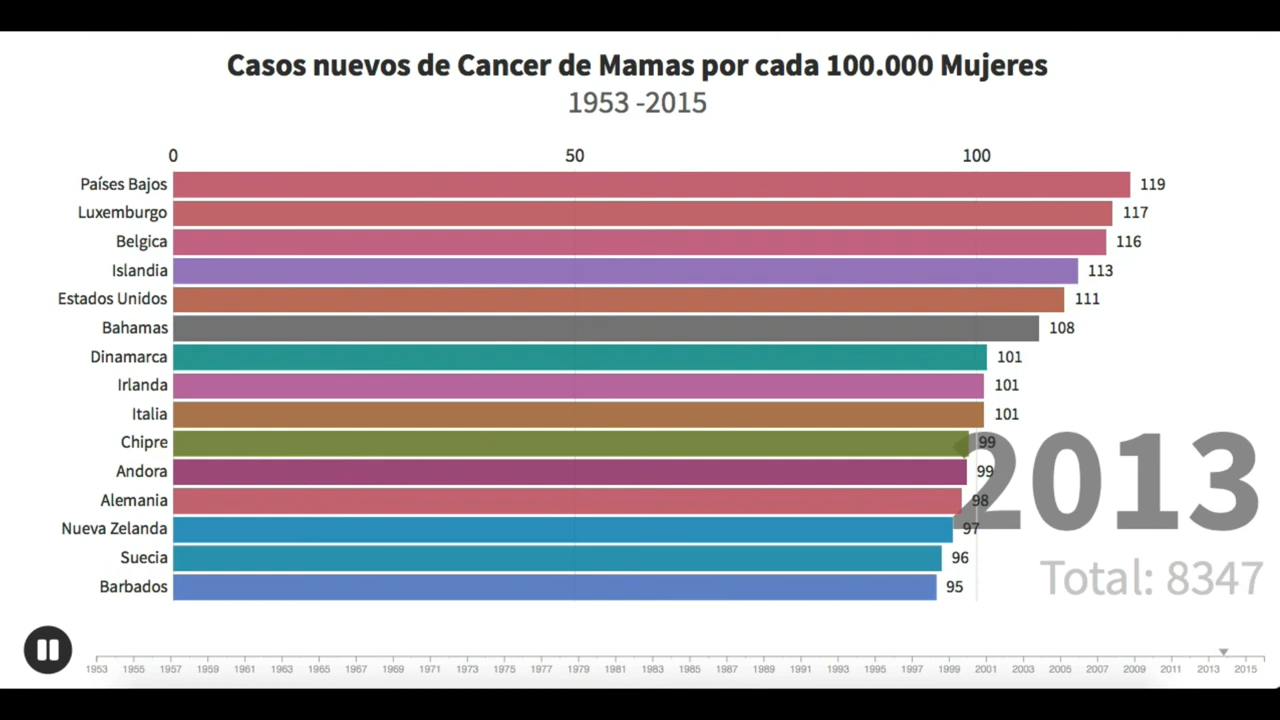 Casos nuevos de Cancer de Mamas por cada 100.000 Mujeres
1953 -2015
0 50 100
Países Bajos 119
Luxemburgo 117
Belgica 116
Islandia 113
Estados Unidos 111
Bahamas 108
Dinamarca 101
Irlanda 101
Italia 101
Chipre 99
Andora 99
Alemania 98
Nueva Zelanda 97
Suecia 96
Barbados 95
2013
Total: 8347
1953 1955 1957 1959 1961 1963 1965 1967 1969 1971 1973 1975 1977 1979 1981 1983 1985 1987 1989 1991 1993 1995 1997 1999 2001 2003 2005 2007 2009 2011 2013 2015